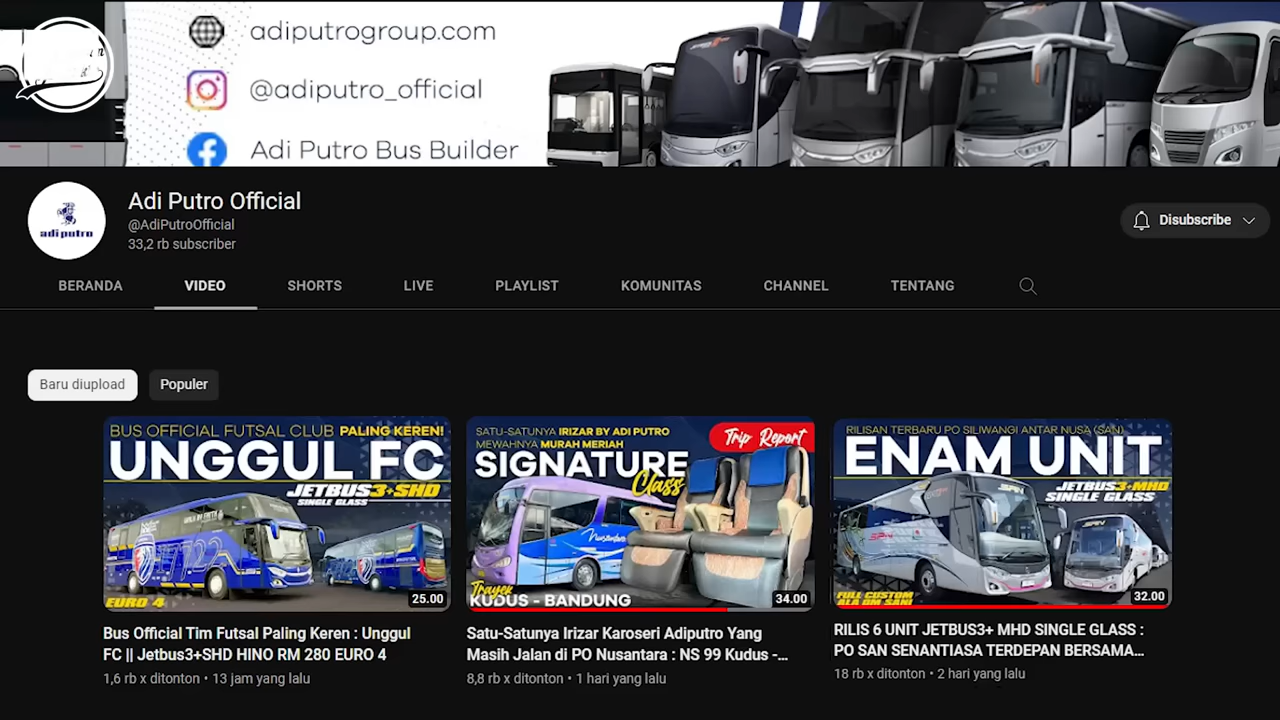 adiputrogroup.com
@adiputro_official
Adi Putro Bus Builder
adi putro
Adi Putro Official
@AdiPutroOfficial
33,2 rb subscriber
Disubscribe
BERANDA VIDEO SHORTS LIVE PLAYLIST KOMUNITAS CHANNEL TENTANG
Baru diupload Populer
BUS OFFICIAL FUTSAL CLUB PALING KEREN!
UNGGUL FC
JETBUS3+SHD
SINGLE GLASS
EURO 4
25.00
Bus Official Tim Futsal Paling Keren : Unggul
FC || Jetbus3+SHD HINO RM 280 EURO 4
1,6 rb x ditonton • 13 jam yang lalu
SATU-SATUNYA IRIZAR BY ADI PUTRO
MEWAHNYA MURAH MERIAH
Trip Report
SIGNATURE
Class
Nusantara
Trayek
KUDUS - BANDUNG
34.00
Satu-Satunya Irizar Karoseri Adiputro Yang
Masih Jalan di PO Nusantara : NS 99 Kudus -...
8,8 rb x ditonton • 1 hari yang lalu
RILISAN TERBARU PO SILIWANGI ANTAR NUSA (SAN)
ENAM UNIT
JETBUS3+MHD
SINGLE GLASS
SAN
SAN
FULL CUSTOM
ALA OM SANI
32.00
RILIS 6 UNIT JETBUS3+ MHD SINGLE GLASS :
PO SAN SENANTIASA TERDEPAN BERSAMA...
18 rb x ditonton • 2 hari yang lalu